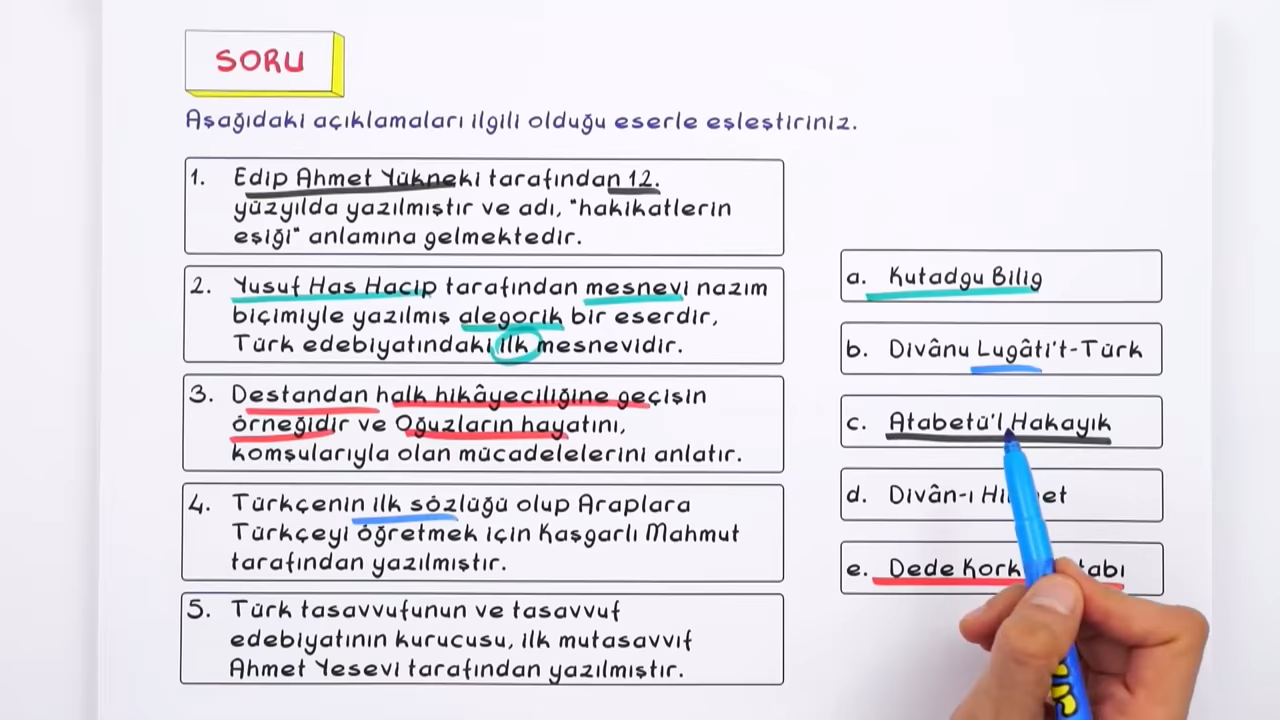 SORU
Aşağıdaki açıklamaları ilgili olduğu eserle eşleştiriniz.
1. Edip Ahmet Yükneki tarafından 12.
yüzyılda yazılmıştır ve adı, "hakikatlerin
eşiği" anlamına gelmektedir.
2. Yusuf Has Hacip tarafından mesnevi nazım
biçimiyle yazılmış alegorik bir eserdir,
Türk edebiyatındaki ilk mesnevidir.
3. Destandan halk hikâyeciliğine geçişin
örneğidir ve Oğuzların hayatını,
komşularıyla olan mücadelelerini anlatır.
4. Türkçenin ilk sözlüğü olup Araplara
Türkçeyi öğretmek için Kaşgarlı Mahmut
tarafından yazılmıştır.
5. Türk tasavvufunun ve tasavvuf
edebiyatının kurucusu, ilk mutasavvıf
Ahmet Yesevi tarafından yazılmıştır.
a. Kutadgu Bilig
b. Divânu Lugâti't-Türk
c. Atabetü'l Hakayık
d. Divân-ı
e. Dede